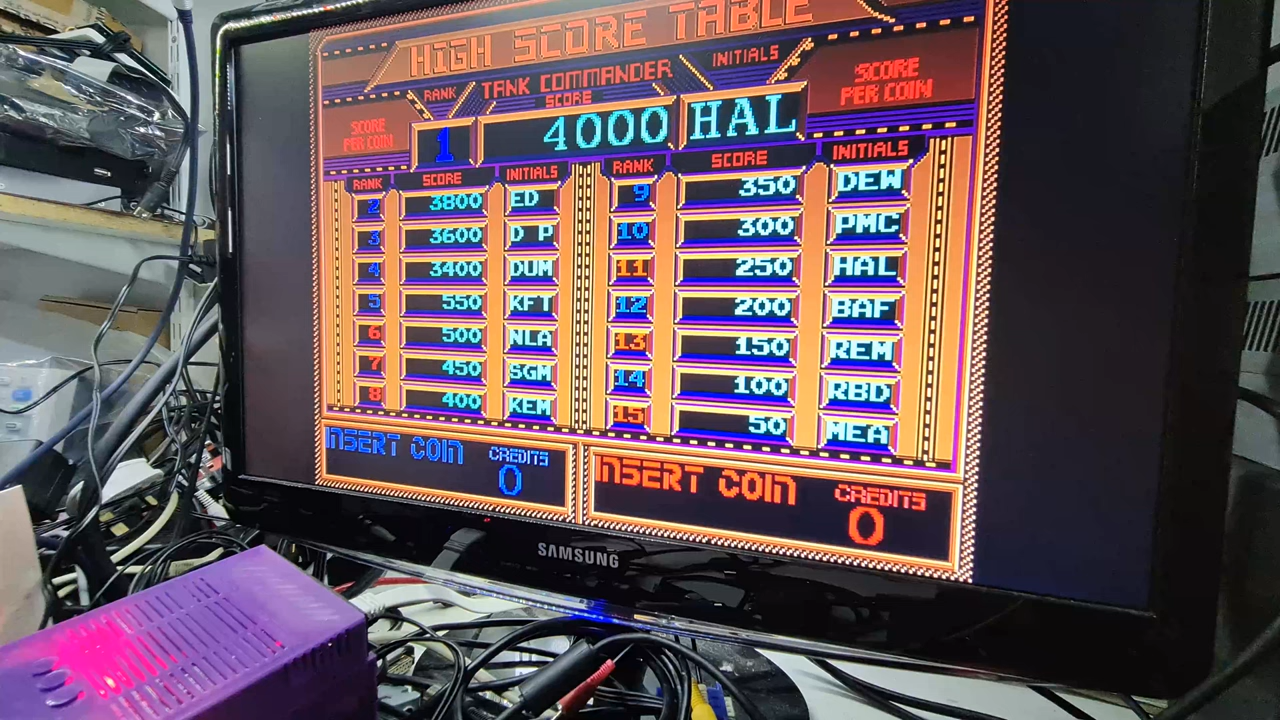 HIGH SCORE TABLE
RANK TANK COMMANDER INITIALS
SCORE
SCORE PER COIN
1 4000 HAL
SCORE PER COIN
RANK SCORE INITIALS RANK SCORE INITIALS
2 3800 ED 9 350 DEW
3 3600 D P 10 300 PMC
4 3400 DUM 11 250 HAL
5 550 KFT 12 200 BAF
6 500 NLA 13 150 REM
7 450 SGM 14 100 RBD
8 400 KEM 15 50 MEA
INSERT COIN CREDITS INSERT COIN CREDITS
0 0
SAMSUNG